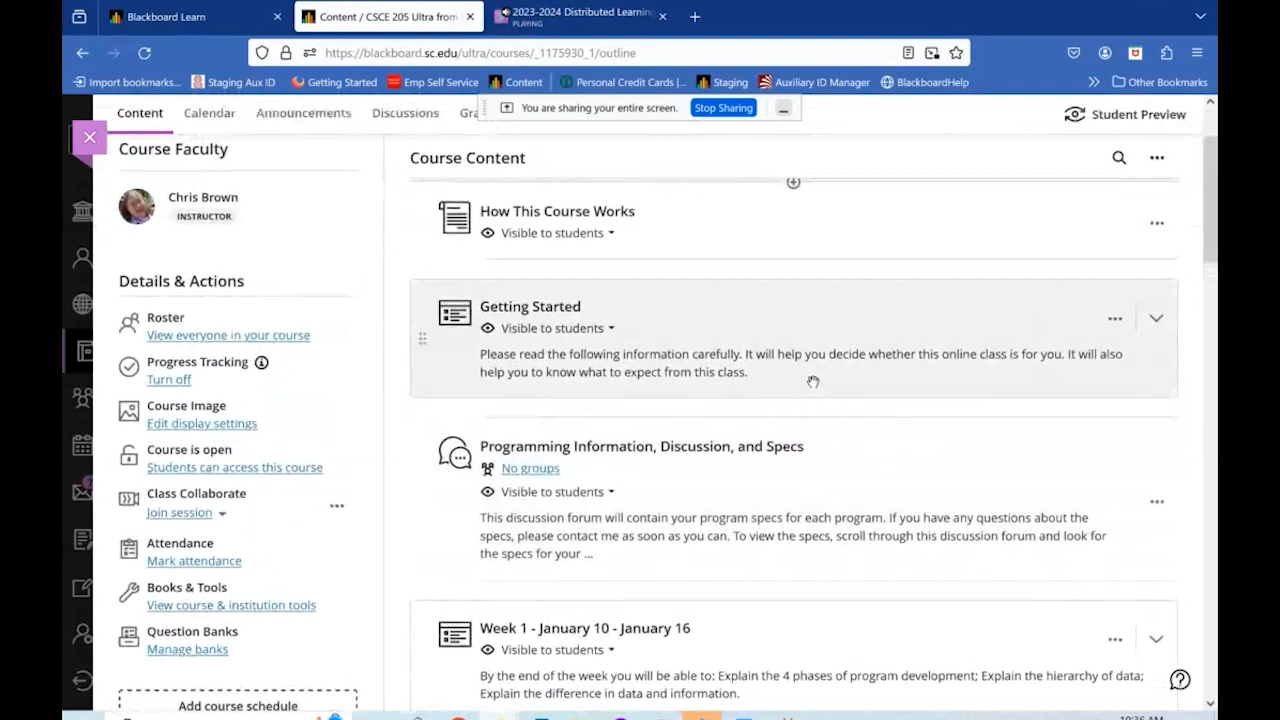 Blackboard Learn
Content / CSCE 205 Ultra from
2023-2024 Distributed Learning
PLAYING
https://blackboard.sc.edu/ultra/courses/_1175930_1/outline
Import bookmarks...
Staging Aux ID
Getting Started
Emp Self Service
Content
Personal Credit Cards |...
Staging
Auxiliary ID Manager
BlackboardHelp
Other Bookmarks
Content
Calendar
Announcements
Discussions
Gra
You are sharing your entire screen.
Stop Sharing
Student Preview
Course Faculty
Chris Brown
INSTRUCTOR
Details & Actions
Roster
View everyone in your course
Progress Tracking
Turn off
Course Image
Edit display settings
Course is open
Students can access this course
Class Collaborate
Join session
Attendance
Mark attendance
Books & Tools
View course & institution tools
Question Banks
Manage banks
Add course schedule
Course Content
How This Course Works
Visible to students
Getting Started
Visible to students
Please read the following information carefully. It will help you decide whether this online class is for you. It will also
help you to know what to expect from this class.
Programming Information, Discussion, and Specs
No groups
Visible to students
This discussion forum will contain your program specs for each program. If you have any questions about the
specs, please contact me as soon as you can. To view the specs, scroll through this discussion forum and look for
the specs for your ...
Week 1 - January 10 - January 16
Visible to students
By the end of the week you will be able to: Explain the 4 phases of program development; Explain the hierarchy of data;
Explain the difference in data and information.
10:36 AM